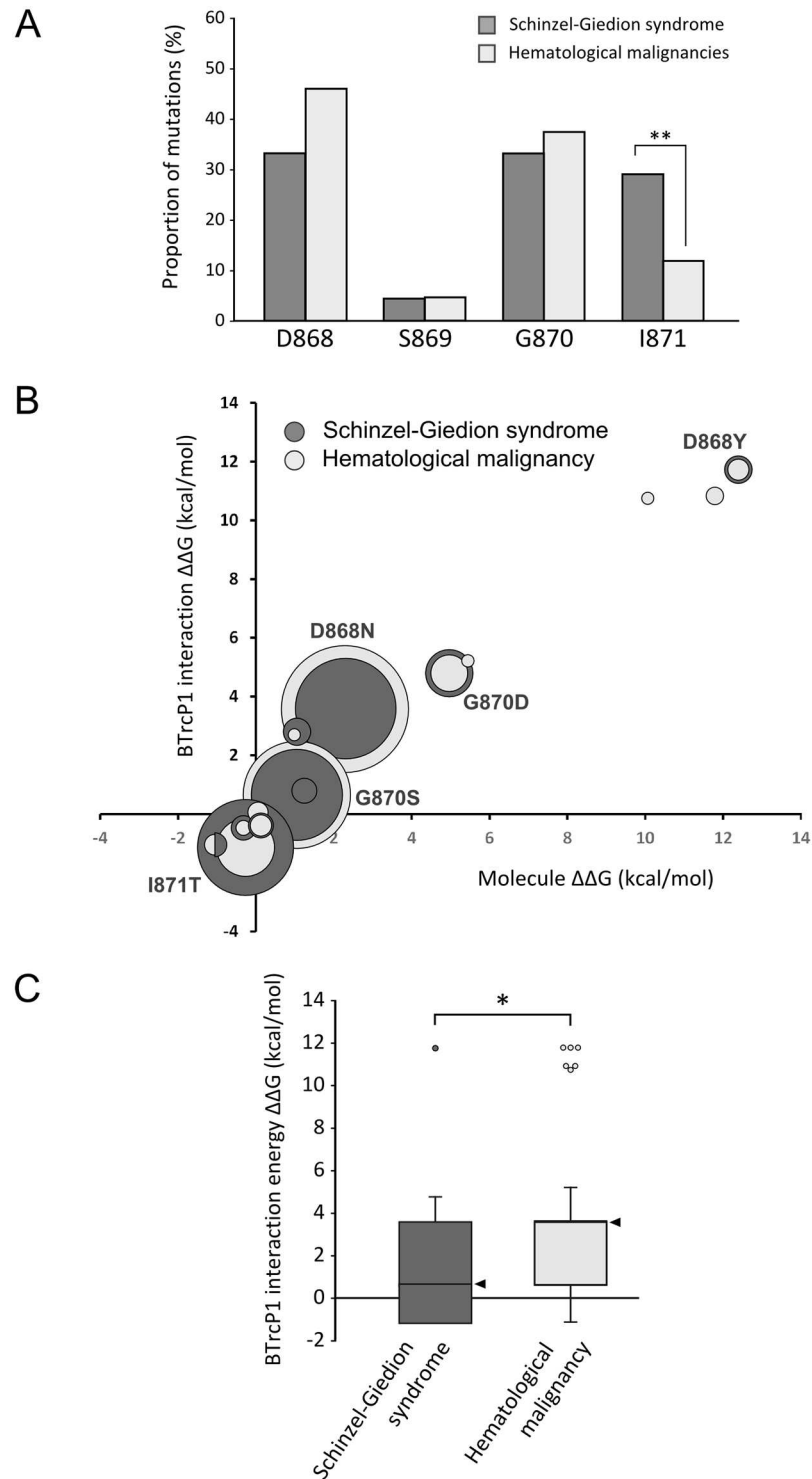 A
Schinzel-Giedion syndrome
Hematological malignancies
Proportion of mutations (%)
60
50
40
30
20
10
0
**
D868
S869
G870
I871
B
Schinzel-Giedion syndrome
Hematological malignancy
BTrcP1 interaction ΔΔG (kcal/mol)
14
12
10
8
6
4
2
-4
D868Y
D868N
G870D
G870S
I871T
-4
-2
2
4
6
8
10
12
14
Molecule ΔΔG (kcal/mol)
C
BTrcP1 interaction energy ΔΔG (kcal/mol)
14
12
10
8
6
4
2
0
-2
*
Schinzel-Giedion
syndrome
Hematological
malignancy